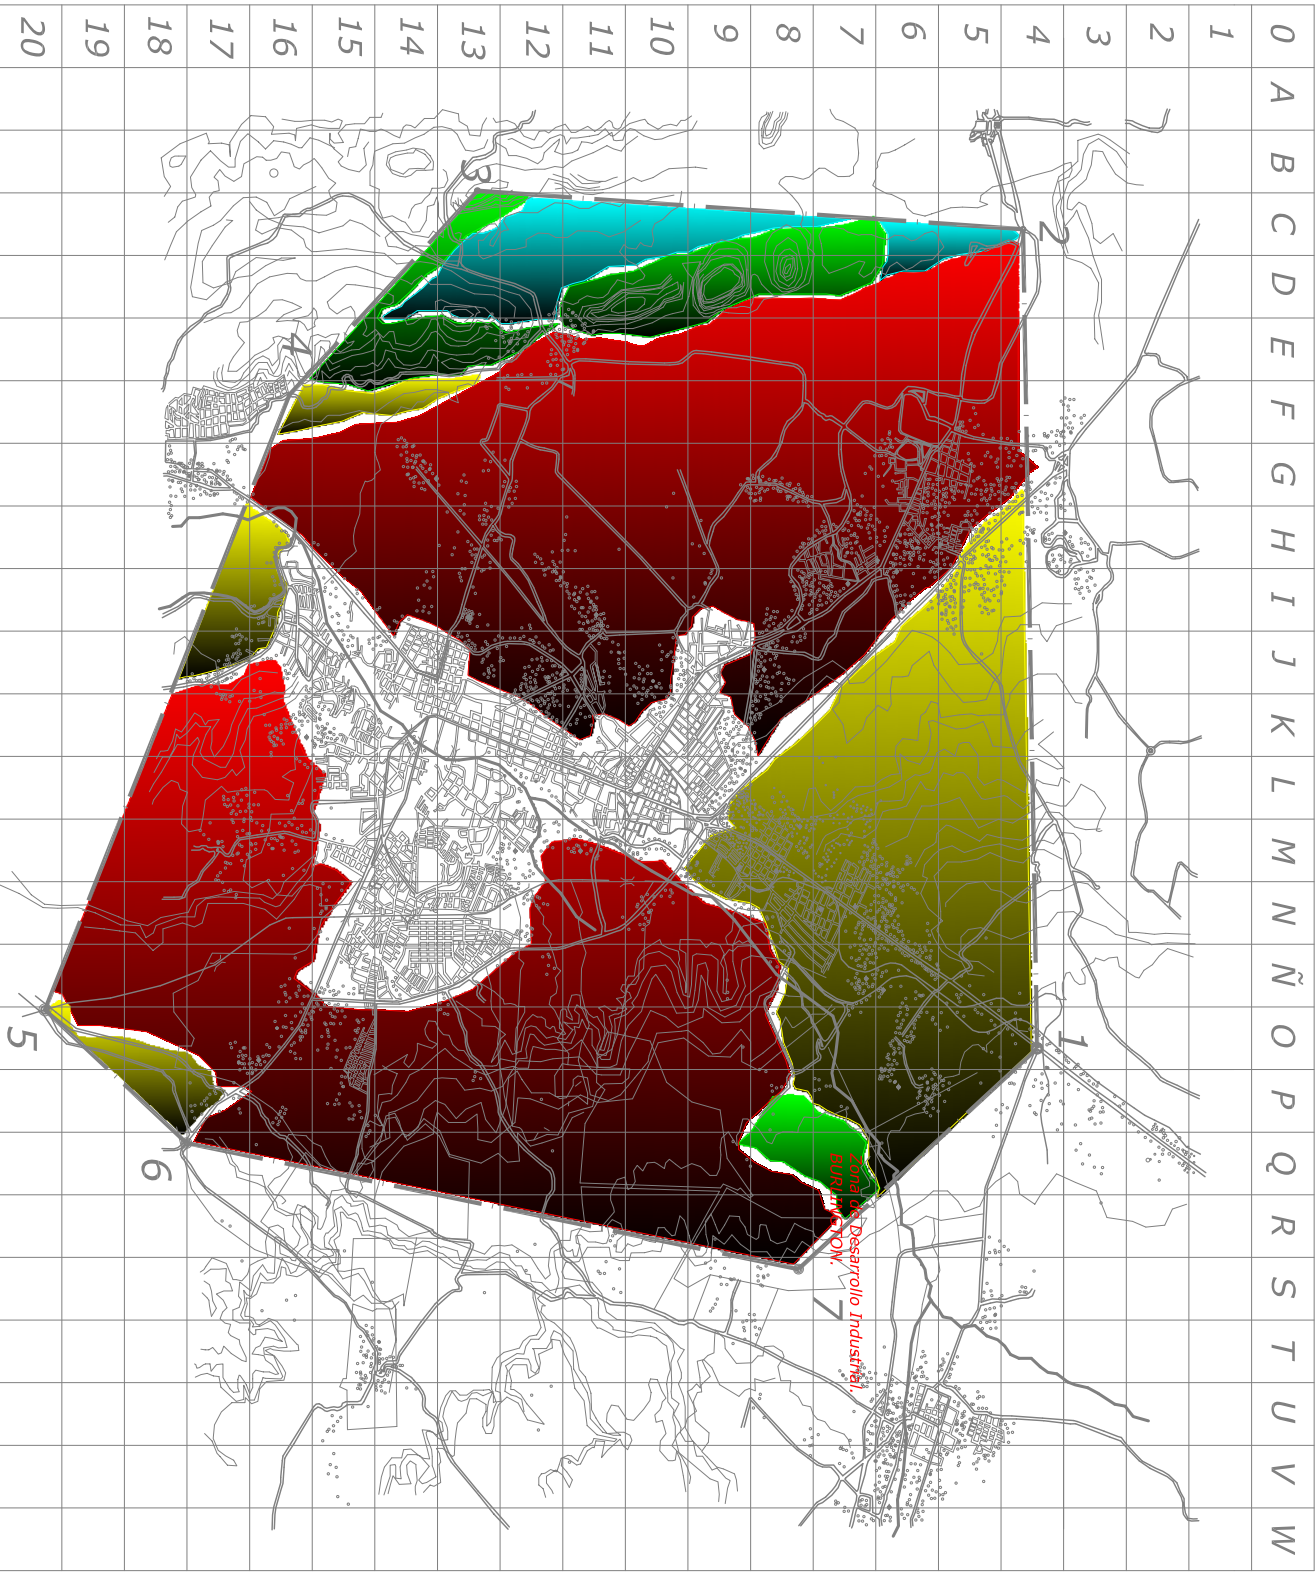 0 1 2 3 4 5 6 7 8 9 10 11 12 13 14 15 16 17 18 19 20
A
B
C
D
E
F
G
H
I
J
K
L
M
N
Ñ
O
P
Q
R
S
T
U
V
W
1
2
3
4
5
6
7
Zona de Desarrollo Industrial.
BURLINGTON.